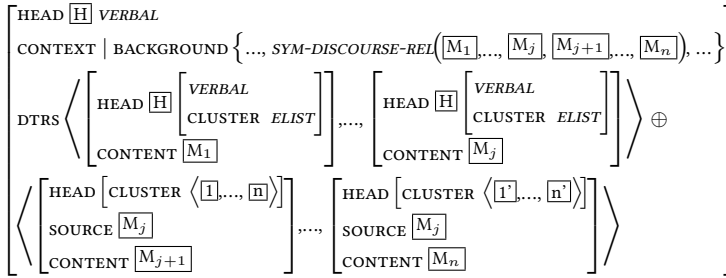 HEAD H VERBAL
CONTEXT | BACKGROUND {…, SYM-DISCOURSE-REL(M₁,…, Mⱼ, Mⱼ₊₁,…, Mₙ), …}
DTRS ⟨[HEAD H [VERBAL CLUSTER ELIST] CONTENT M₁],…, [HEAD H [VERBAL CLUSTER ELIST] CONTENT Mⱼ]⟩ ⊕
⟨[HEAD [CLUSTER ⟨1,…, n⟩] SOURCE Mⱼ CONTENT Mⱼ₊₁],…, [HEAD [CLUSTER ⟨1',…, n'⟩] SOURCE Mⱼ CONTENT Mₙ]⟩